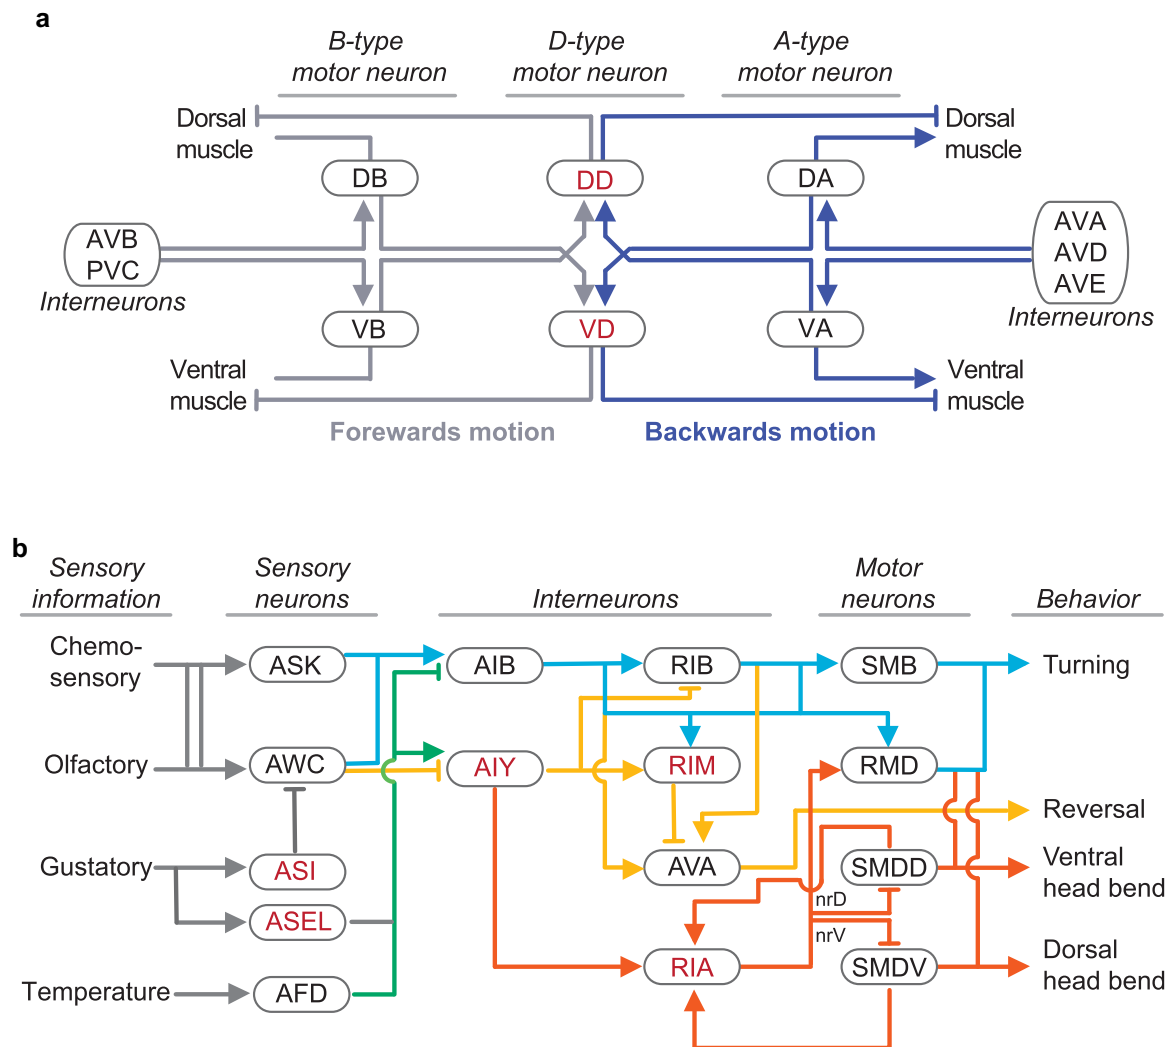 a
B-type
motor neuron
D-type
motor neuron
A-type
motor neuron
Dorsal
muscle
Dorsal
muscle
DB
DD
DA
AVB
PVC
Interneurons
AVA
AVD
AVE
Interneurons
VB
VD
VA
Ventral
muscle
Ventral
muscle
Forewards motion
Backwards motion
b
Sensory
information
Sensory
neurons
Interneurons
Motor
neurons
Behavior
Chemo-
sensory
ASK
AIB
RIB
SMB
Turning
Olfactory
AWC
AIY
RIM
RMD
Reversal
Gustatory
ASI
AVA
SMDD
Ventral
head bend
nrD
ASEL
nrV
RIA
SMDV
Dorsal
head bend
Temperature
AFD